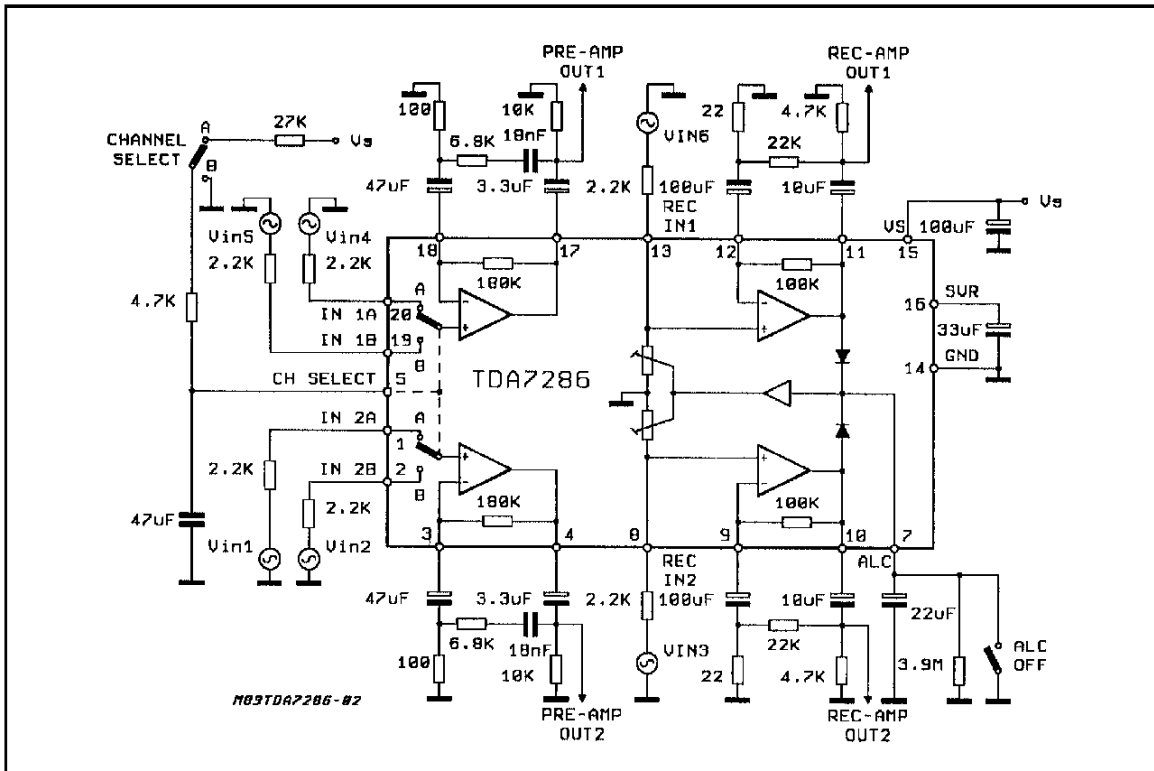 PRE-AMP
OUT1
REC-AMP
OUT1
100
10K
22
4.7K
27K
A
CHANNEL
SELECT
Vs
B
6.8K
18nF
VIN6
22K
47uF
3.3uF
2.2K
100uF
10uF
REC
IN1
Vs
VS
100uF
Vin5
Vin4
2.2K
2.2K
18
17
13
12
11
15
180K
100K
4.7K
A
IN 1A
20
IN 1B
19
B
CH SELECT
5
SVR
16
33uF
GND
14
TDA7286
IN 2A
A
1
IN 2B
2
B
2.2K
2.2K
180K
100K
47uF
Vin1
Vin2
3
4
8
9
10
7
REC
IN2
ALC
47uF
3.3uF
2.2K
100uF
10uF
22uF
6.8K
18nF
22K
VIN3
100
10K
22
4.7K
3.9M
ALC
OFF
M89TDA7286-02
PRE-AMP
OUT2
REC-AMP
OUT2